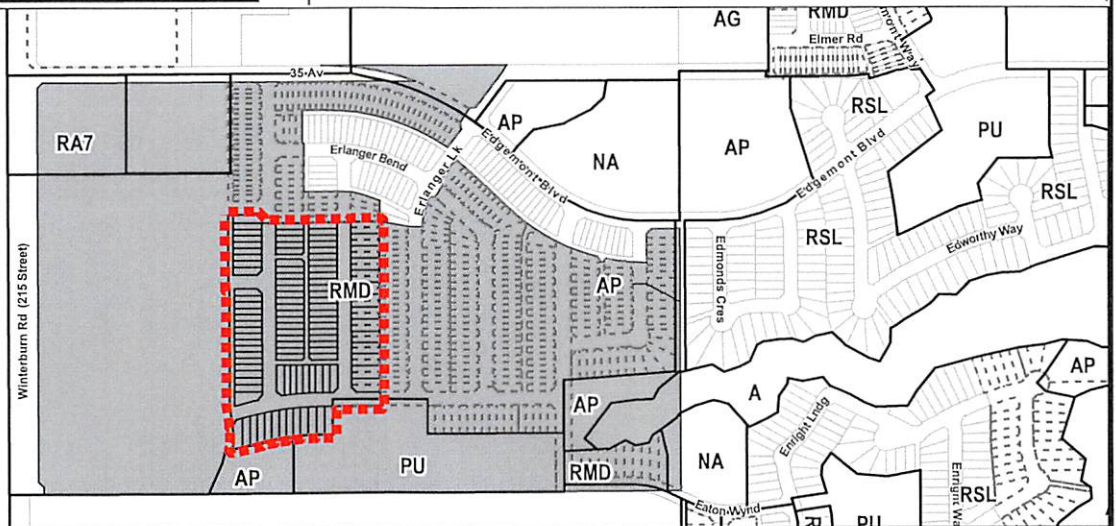 AG
RMD
Elmer Rd
35 Av
RA7
AP
RSL
PU
NA
AP
Edgemont Blvd
Edgemont Blvd
Erlanger Bend
Erlanger Lk
RSL
RSL
Edworthy Way
Edmonds Cres
RMD
AP
Winterburn Rd (215 Street)
AP
A
AP
Enright Lndg
NA
RSL
AP
PU
RMD
Eaton Wynd
PU